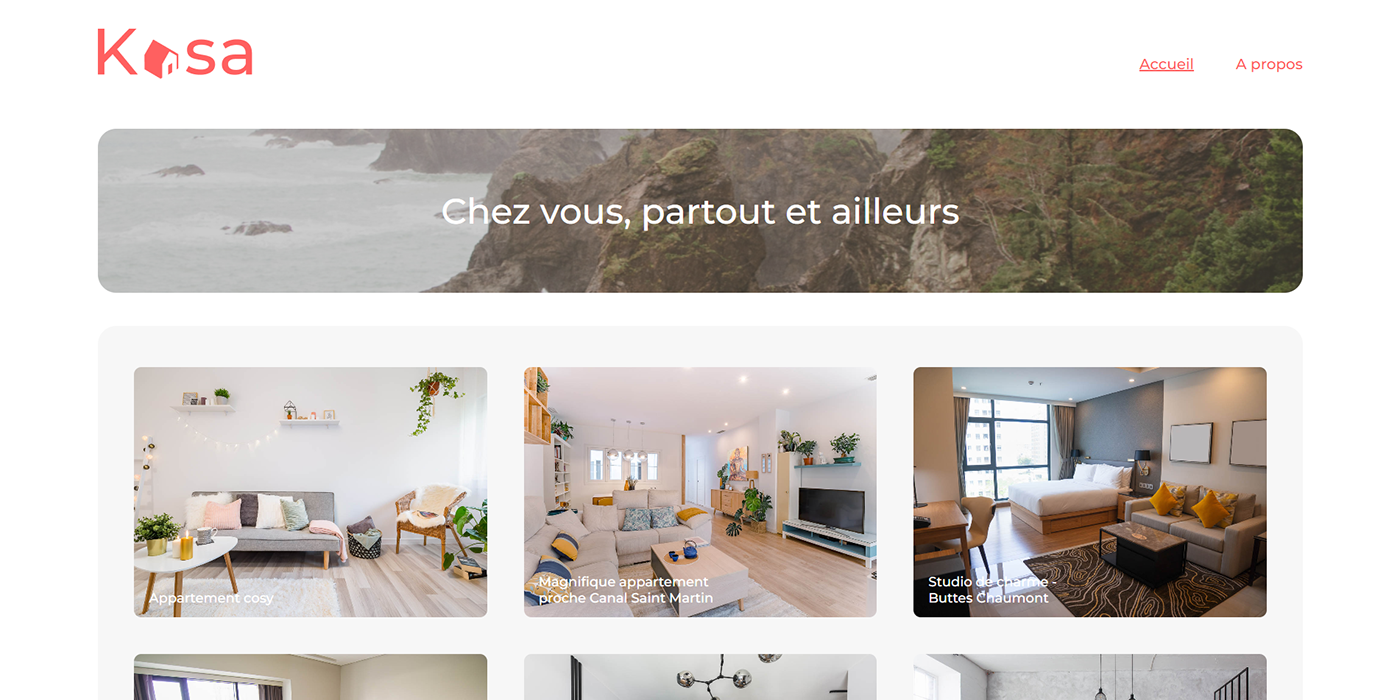 Kasa
Accueil
A propos
Chez vous, partout et ailleurs
Appartement cosy
Magnifique appartement
proche Canal Saint Martin
Studio de charme -
Buttes Chaumont